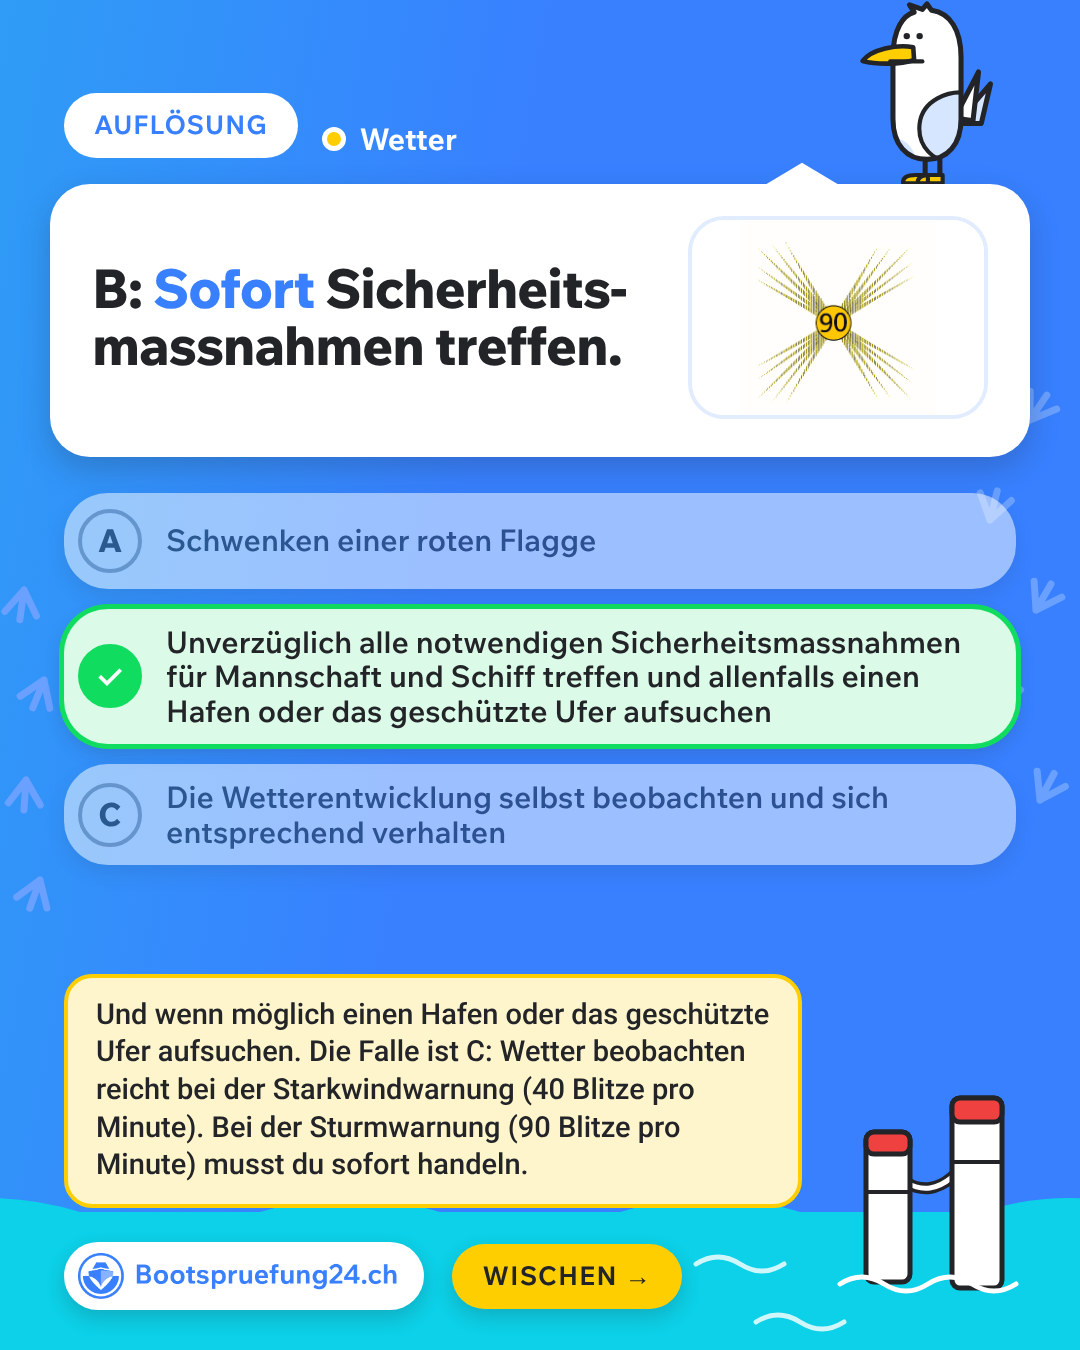 AUFLÖSUNG
Wetter
B: Sofort Sicherheits-
massnahmen treffen.
90
A
Schwenken einer roten Flagge
Unverzüglich alle notwendigen Sicherheitsmassnahmen
für Mannschaft und Schiff treffen und allenfalls einen
Hafen oder das geschützte Ufer aufsuchen
C
Die Wetterentwicklung selbst beobachten und sich
entsprechend verhalten
Und wenn möglich einen Hafen oder das geschützte
Ufer aufsuchen. Die Falle ist C: Wetter beobachten
reicht bei der Starkwindwarnung (40 Blitze pro
Minute). Bei der Sturmwarnung (90 Blitze pro
Minute) musst du sofort handeln.
Bootspruefung24.ch
WISCHEN →